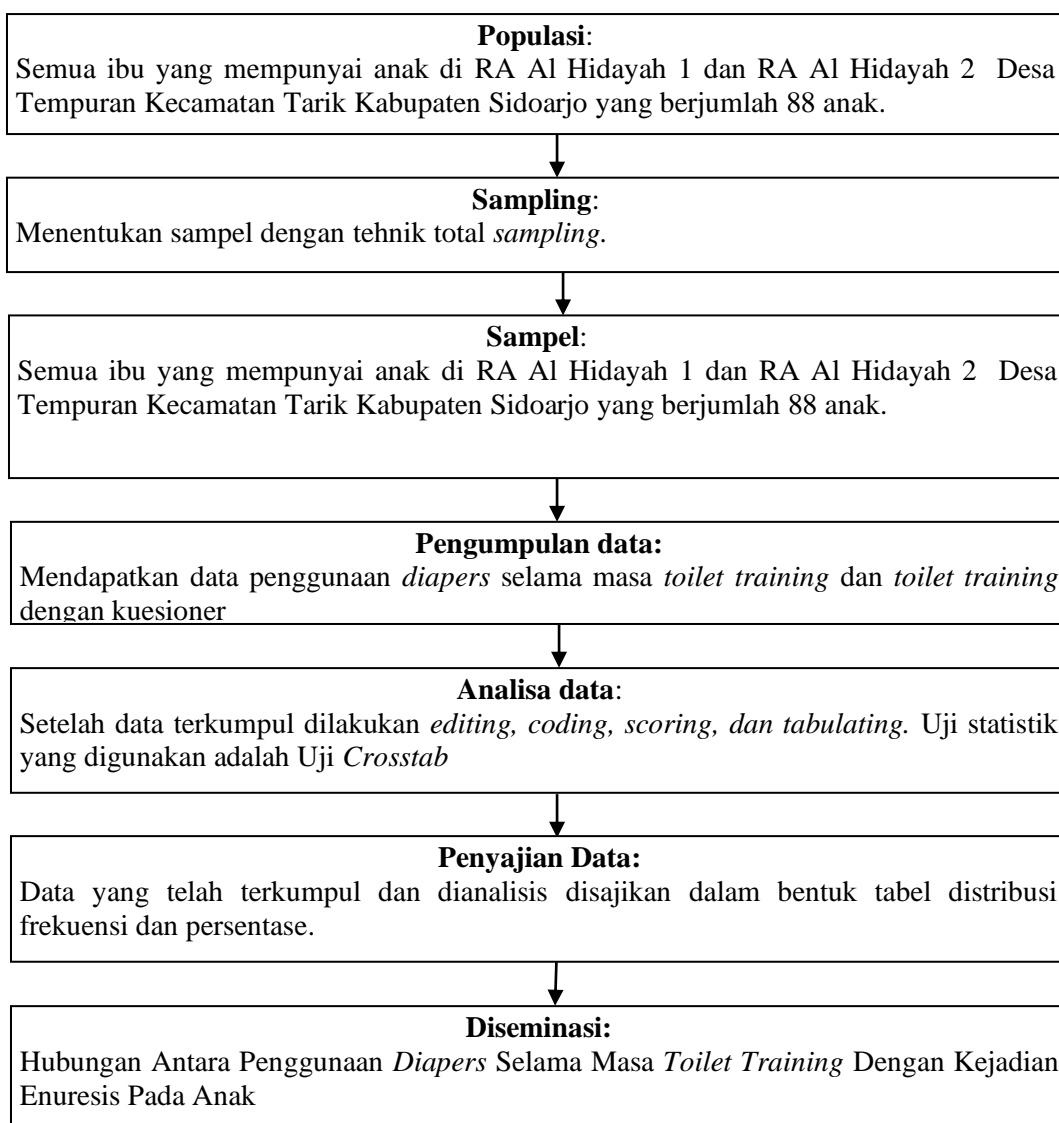 Populasi:
Semua ibu yang mempunyai anak di RA Al Hidayah 1 dan RA Al Hidayah 2 Desa
Tempuran Kecamatan Tarik Kabupaten Sidoarjo yang berjumlah 88 anak.
Sampling:
Menentukan sampel dengan tehnik total sampling.
Sampel:
Semua ibu yang mempunyai anak di RA Al Hidayah 1 dan RA Al Hidayah 2 Desa
Tempuran Kecamatan Tarik Kabupaten Sidoarjo yang berjumlah 88 anak.
Pengumpulan data:
Mendapatkan data penggunaan diapers selama masa toilet training dan toilet training
dengan kuesioner
Analisa data:
Setelah data terkumpul dilakukan editing, coding, scoring, dan tabulating. Uji statistik
yang digunakan adalah Uji Crosstab
Penyajian Data:
Data yang telah terkumpul dan dianalisis disajikan dalam bentuk tabel distribusi
frekuensi dan persentase.
Diseminasi:
Hubungan Antara Penggunaan Diapers Selama Masa Toilet Training Dengan Kejadian
Enuresis Pada Anak